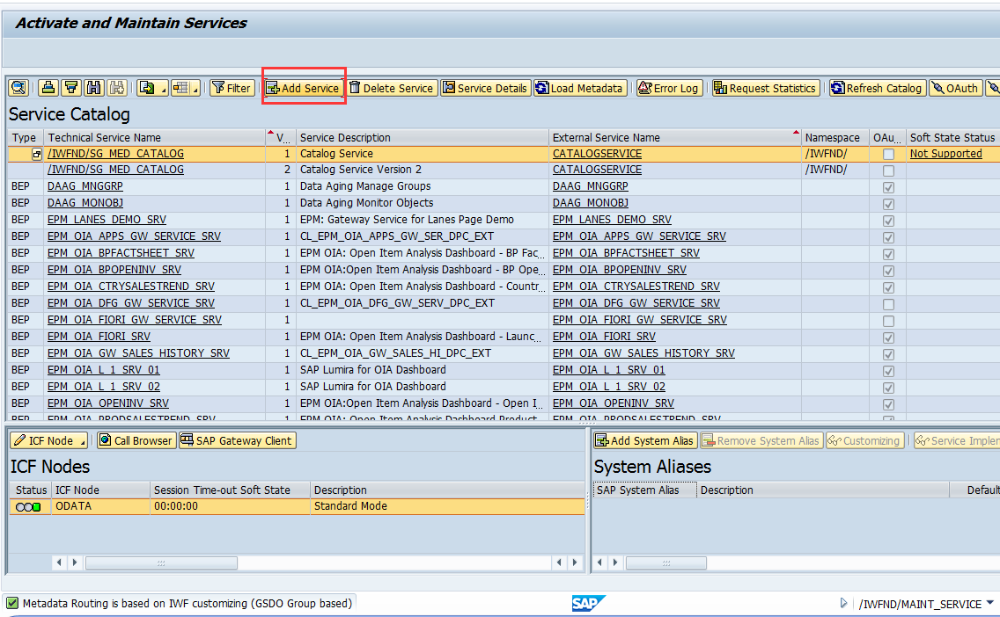 Activate and Maintain Services
Filter Add Service Delete Service Service Details Load Metadata Error Log Request Statistics Refresh Catalog OAuth
Service Catalog
Type Technical Service Name V... Service Description External Service Name Namespace OAu... Soft State Status
/IWFND/SG_MED_CATALOG 1 Catalog Service CATALOGSERVICE /IWFND/ Not Supported
/IWFND/SG_MED_CATALOG 2 Catalog Service Version 2 CATALOGSERVICE /IWFND/
BEP DAAG_MNGGRP 1 Data Aging Manage Groups DAAG_MNGGRP
BEP DAAG_MONOBJ 1 Data Aging Monitor Objects DAAG_MONOBJ
BEP EPM_LANES_DEMO_SRV 1 EPM: Gateway Service for Lanes Page Demo EPM_LANES_DEMO_SRV
BEP EPM_OIA_APPS_GW_SERVICE_SRV 1 CL_EPM_OIA_APPS_GW_SER_DPC_EXT EPM_OIA_APPS_GW_SERVICE_SRV
BEP EPM_OIA_BPFACTSHEET_SRV 1 EPM OIA: Open Item Analysis Dashboard - BP Fac... EPM_OIA_BPFACTSHEET_SRV
BEP EPM_OIA_BPOPENINV_SRV 1 EPM OIA:Open Item Analysis Dashboard - BP Ope... EPM_OIA_BPOPENINV_SRV
BEP EPM_OIA_CTRYSALESTREND_SRV 1 EPM OIA: Open Item Analysis Dashboard - Countr... EPM_OIA_CTRYSALESTREND_SRV
BEP EPM_OIA_DFG_GW_SERVICE_SRV 1 CL_EPM_OIA_DFG_GW_SERV_DPC_EXT EPM_OIA_DFG_GW_SERVICE_SRV
BEP EPM_OIA_FIORI_GW_SERVICE_SRV 1 EPM_OIA_FIORI_GW_SERVICE_SRV
BEP EPM_OIA_FIORI_SRV 1 EPM OIA: Open Item Analysis Dashboard - Launc... EPM_OIA_FIORI_SRV
BEP EPM_OIA_GW_SALES_HISTORY_SRV 1 CL_EPM_OIA_GW_SALES_HI_DPC_EXT EPM_OIA_GW_SALES_HISTORY_SRV
BEP EPM_OIA_L_1_SRV_01 1 SAP Lumira for OIA Dashboard EPM_OIA_L_1_SRV_01
BEP EPM_OIA_L_1_SRV_02 1 SAP Lumira for OIA Dashboard EPM_OIA_L_1_SRV_02
BEP EPM_OIA_OPENINV_SRV 1 EPM OIA:Open Item Analysis Dashboard - Open I... EPM_OIA_OPENINV_SRV
BEP EPM_OIA_PRODSALESTREND_SRV 1 EPM OIA: Open Item Analysis Dashboard Product... EPM_OIA_PRODSALESTREND_SRV
ICF Node Call Browser SAP Gateway Client Add System Alias Remove System Alias Customizing Service Implen
ICF Nodes System Aliases
Status ICF Node Session Time-out Soft State Description SAP System Alias Description Default
ODATA 00:00:00 Standard Mode
Metadata Routing is based on IWF customizing (GSDO Group based) SAP /IWFND/MAINT_SERVICE